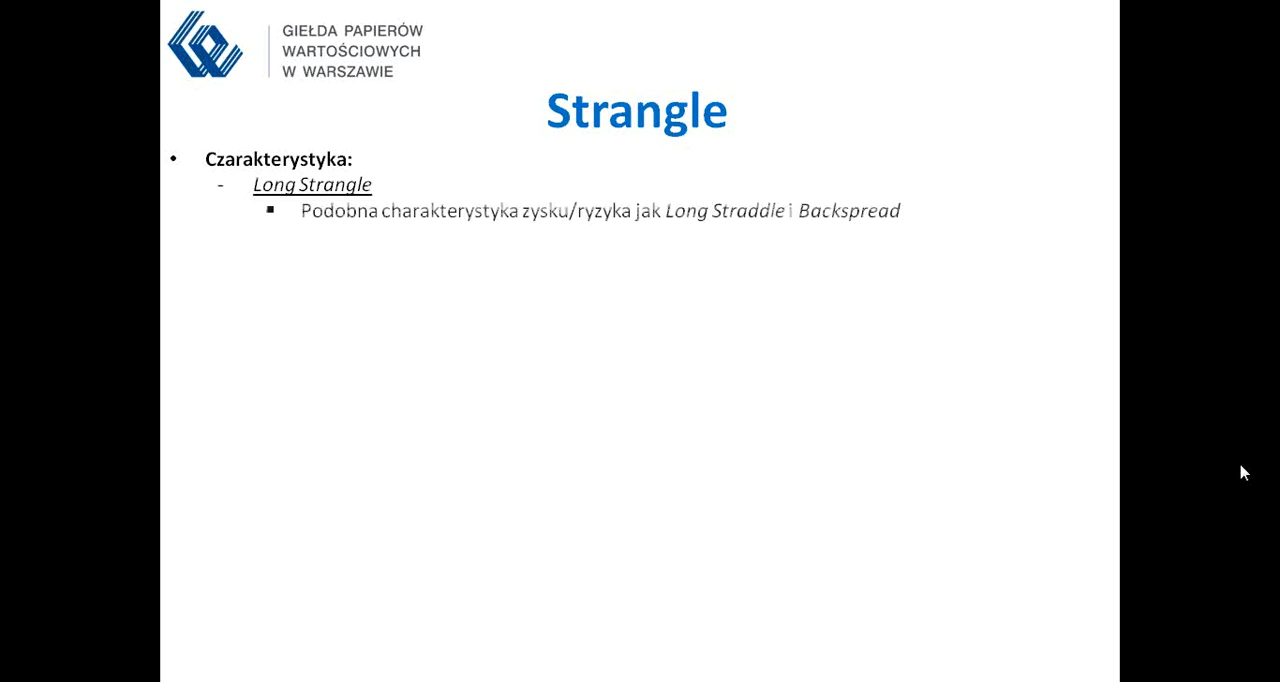 GIEŁDA PAPIERÓW
WARTOŚCIOWYCH
W WARSZAWIE
Strangle
• Czarakterystyka:
- Long Strangle
▪ Podobna charakterystyka zysku/ryzyka jak Long Straddle i Backspread